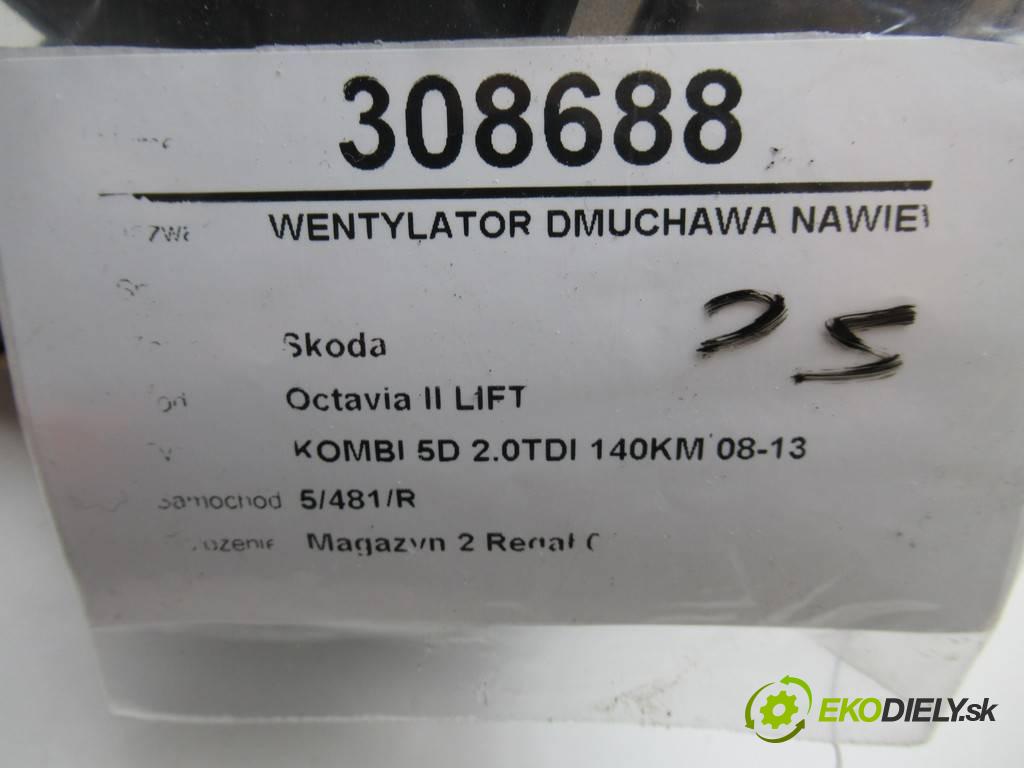 308688
WENTYLATOR DMUCHAWA NAWIE
Skoda
25
Octavia II LIFT
KOMBI 5D 2.0TDI 140KM 08-13
Samochod 5/481/R
Magazyn 2 Regał
EKODIELY.sk